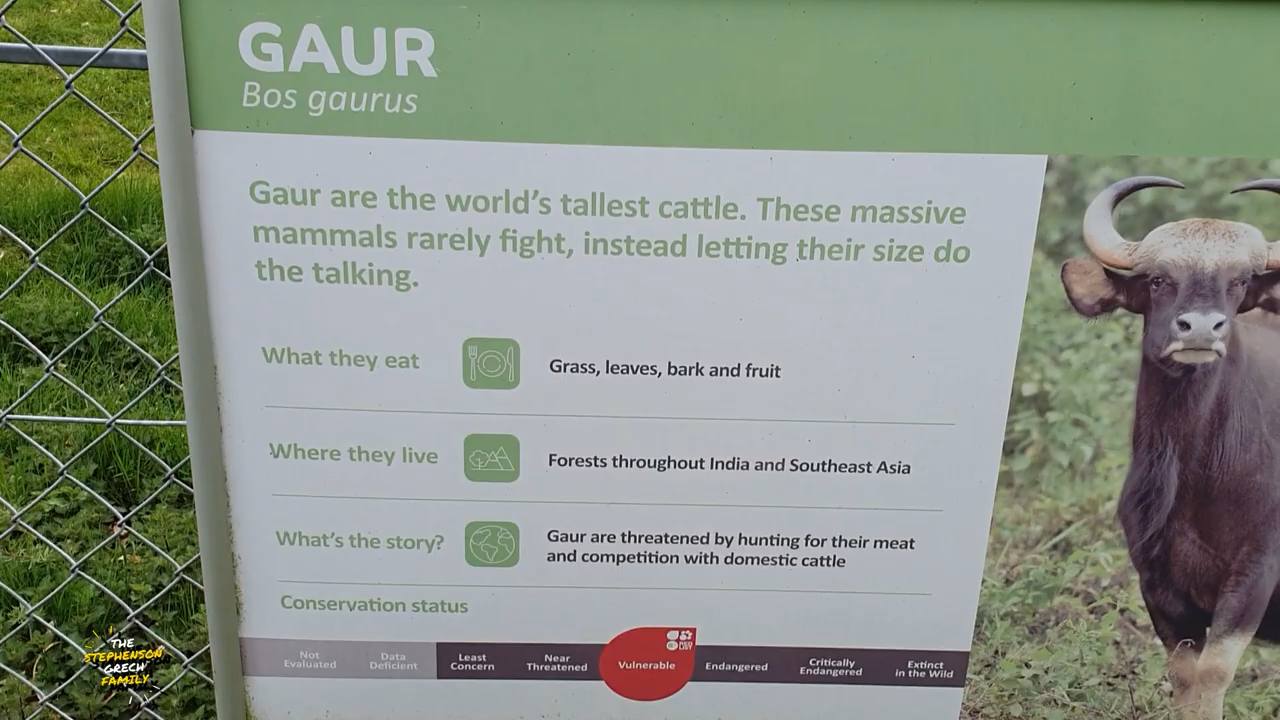 GAUR
Bos gaurus
Gaur are the world's tallest cattle. These massive
mammals rarely fight, instead letting their size do
the talking.
What they eat
Grass, leaves, bark and fruit
Where they live
Forests throughout India and Southeast Asia
What's the story?
Gaur are threatened by hunting for their meat
and competition with domestic cattle
Conservation status
Not
Evaluated
Data
Deficient
Least
Concern
Near
Threatened
Vulnerable
Endangered
Critically
Endangered
Extinct
in the Wild
THE
STEPHENSON
GRECH
FAMILY